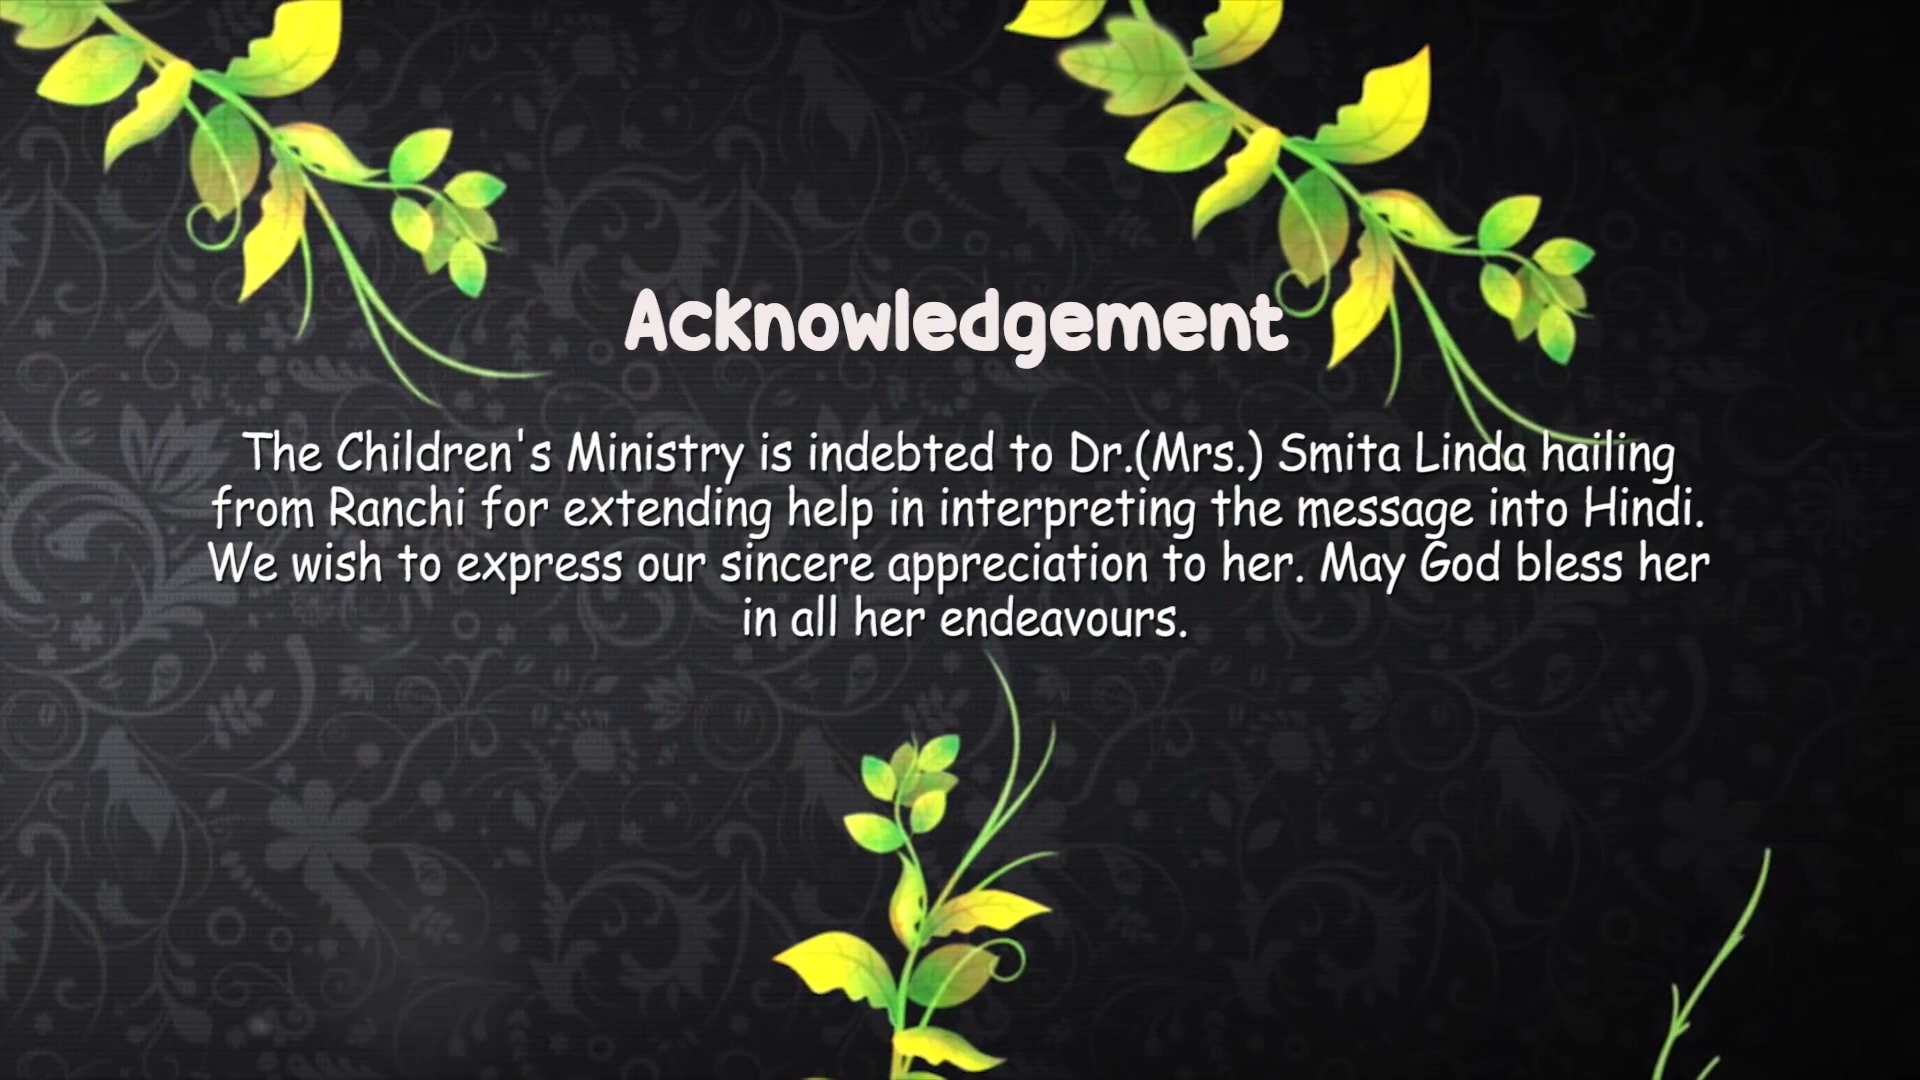 Acknowledgement
The Children's Ministry is indebted to Dr.(Mrs.) Smita Linda hailing
from Ranchi for extending help in interpreting the message into Hindi.
We wish to express our sincere appreciation to her. May God bless her
in all her endeavours.